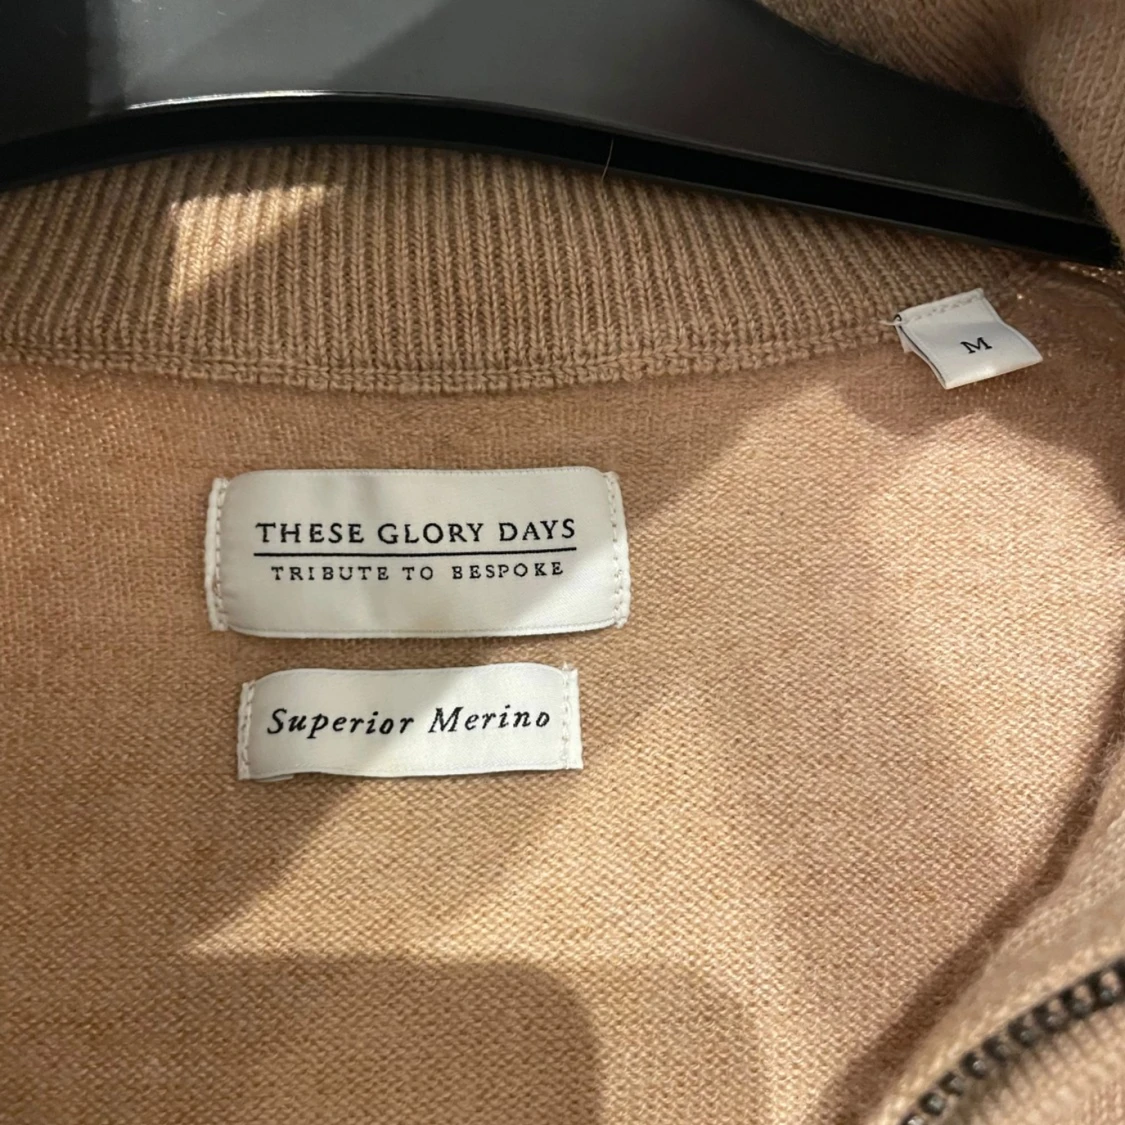 M
THESE GLORY DAYS
TRIBUTE TO BESPOKE
Superior Merino